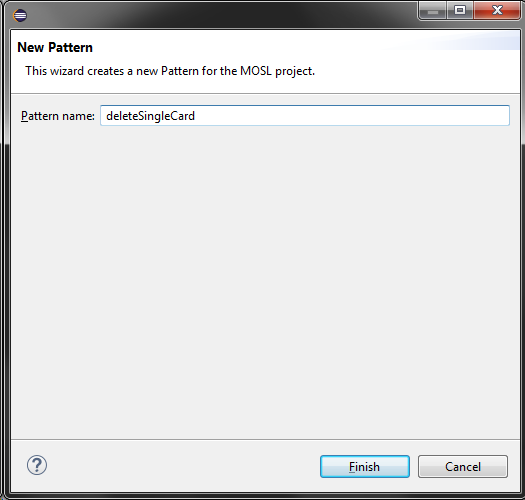 New Pattern
This wizard creates a new Pattern for the MOSL project.
Pattern name: deleteSingleCard
?
Finish Cancel